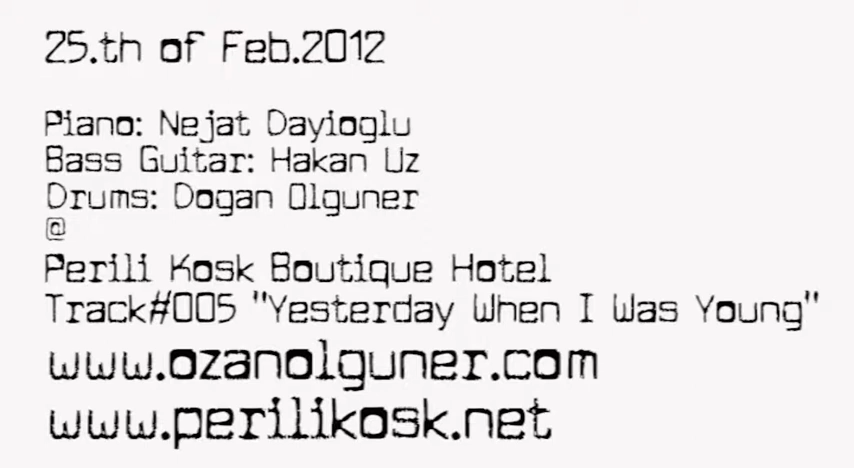 25.th of Feb.2012
Piano: Nejat Dayioglu
Bass Guitar: Hakan Uz
Drums: Dogan Olguner
@
Perili Kosk Boutique Hotel
Track#005 "Yesterday When I Was Young"
www.ozanolguner.com
www.perilikosk.net